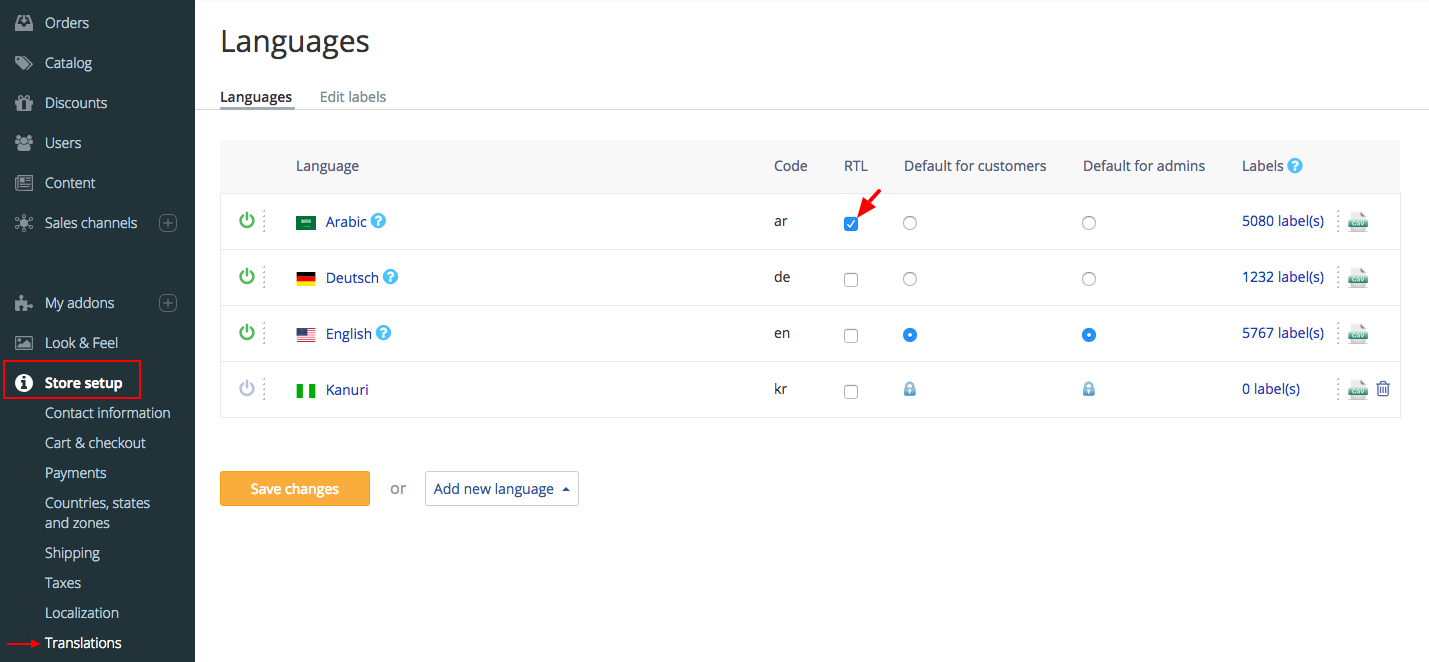 Orders
Catalog
Discounts
Users
Content
Sales channels
My addons
Look & Feel
Store setup
Contact information
Cart & checkout
Payments
Countries, states
and zones
Shipping
Taxes
Localization
Translations
Languages
Languages Edit labels
Language Code RTL Default for customers Default for admins Labels ?
Arabic ? ar 5080 label(s) CSV
Deutsch ? de 1232 label(s) CSV
English ? en 5767 label(s) CSV
Kanuri kr 0 label(s) CSV
Save changes or Add new language